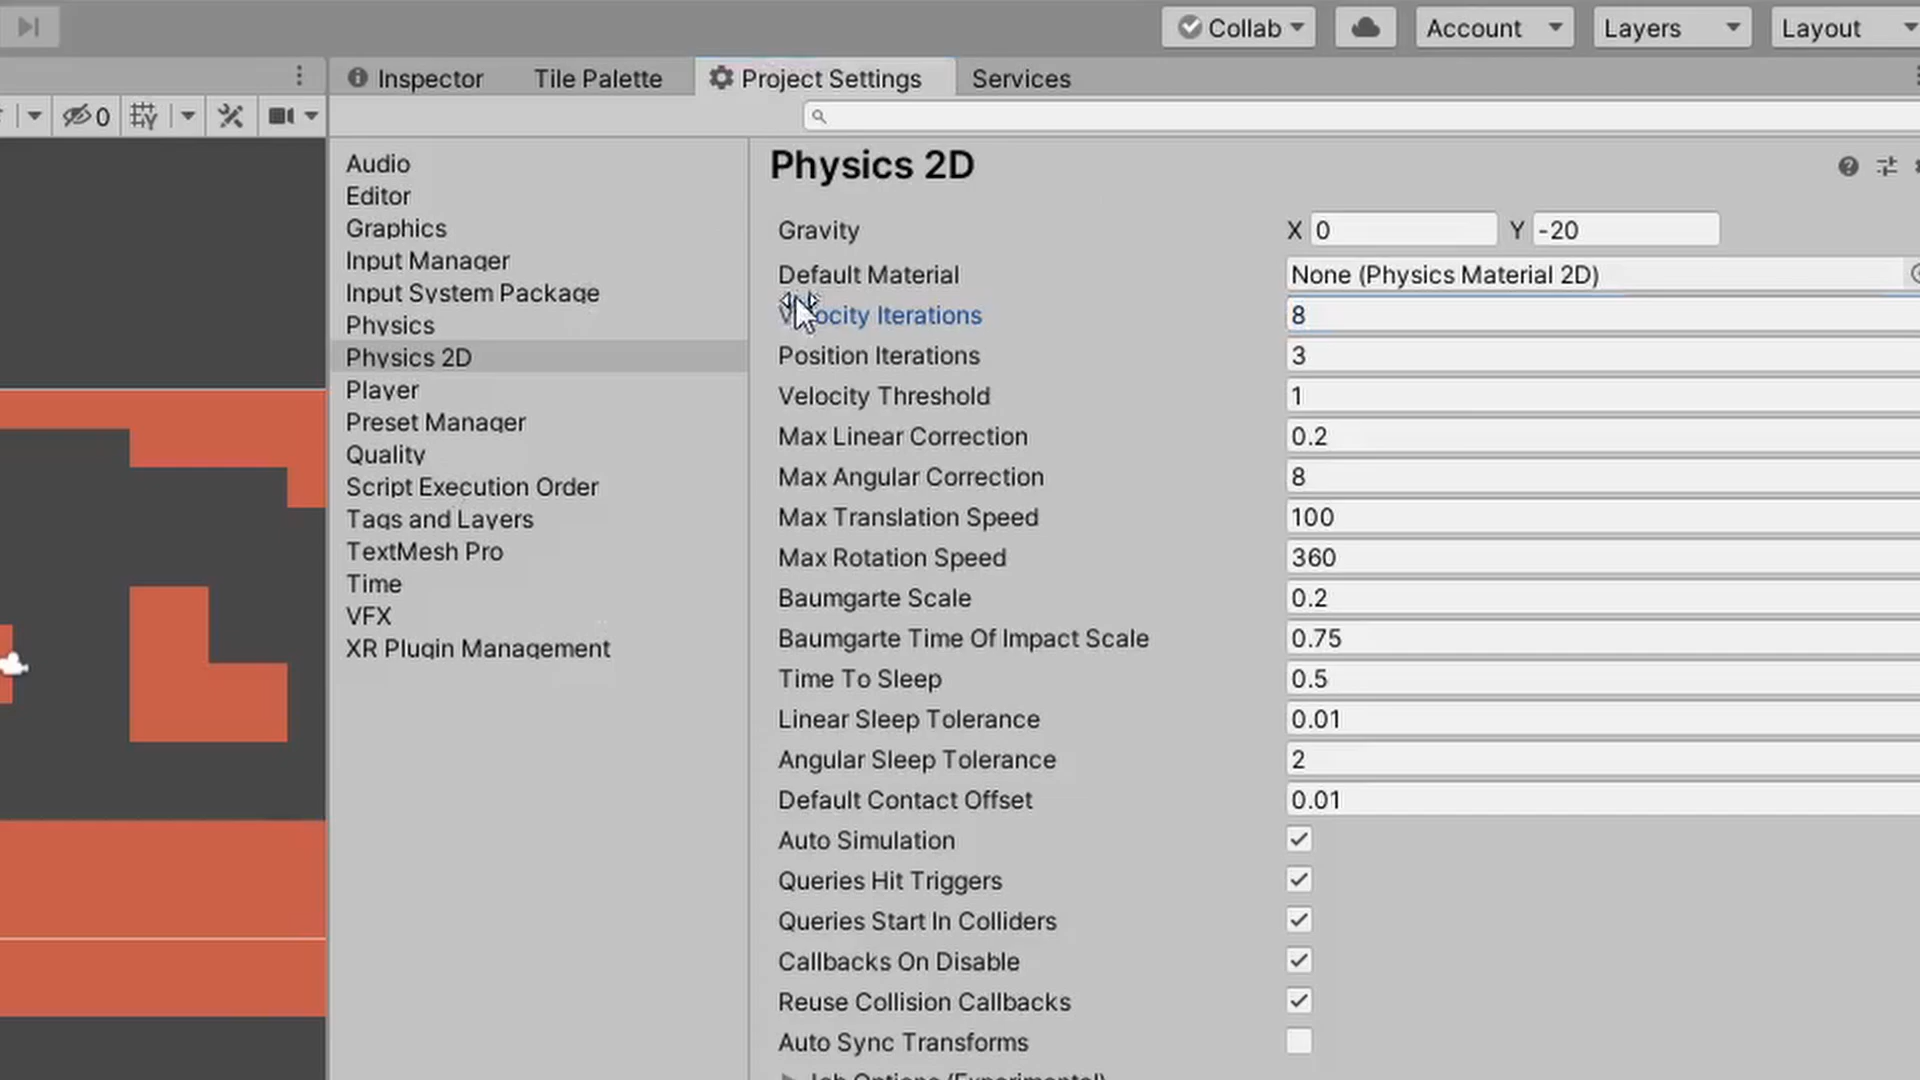 Collab Account Layers Layout
Inspector Tile Palette Project Settings Services
0
Audio
Editor
Graphics
Input Manager
Input System Package
Physics
Physics 2D
Player
Preset Manager
Quality
Script Execution Order
Tags and Layers
TextMesh Pro
Time
VFX
XR Plugin Management
Physics 2D
Gravity X 0 Y -20
Default Material None (Physics Material 2D)
Velocity Iterations 8
Position Iterations 3
Velocity Threshold 1
Max Linear Correction 0.2
Max Angular Correction 8
Max Translation Speed 100
Max Rotation Speed 360
Baumgarte Scale 0.2
Baumgarte Time Of Impact Scale 0.75
Time To Sleep 0.5
Linear Sleep Tolerance 0.01
Angular Sleep Tolerance 2
Default Contact Offset 0.01
Auto Simulation
Queries Hit Triggers
Queries Start In Colliders
Callbacks On Disable
Reuse Collision Callbacks
Auto Sync Transforms
Job Options (Experimental)